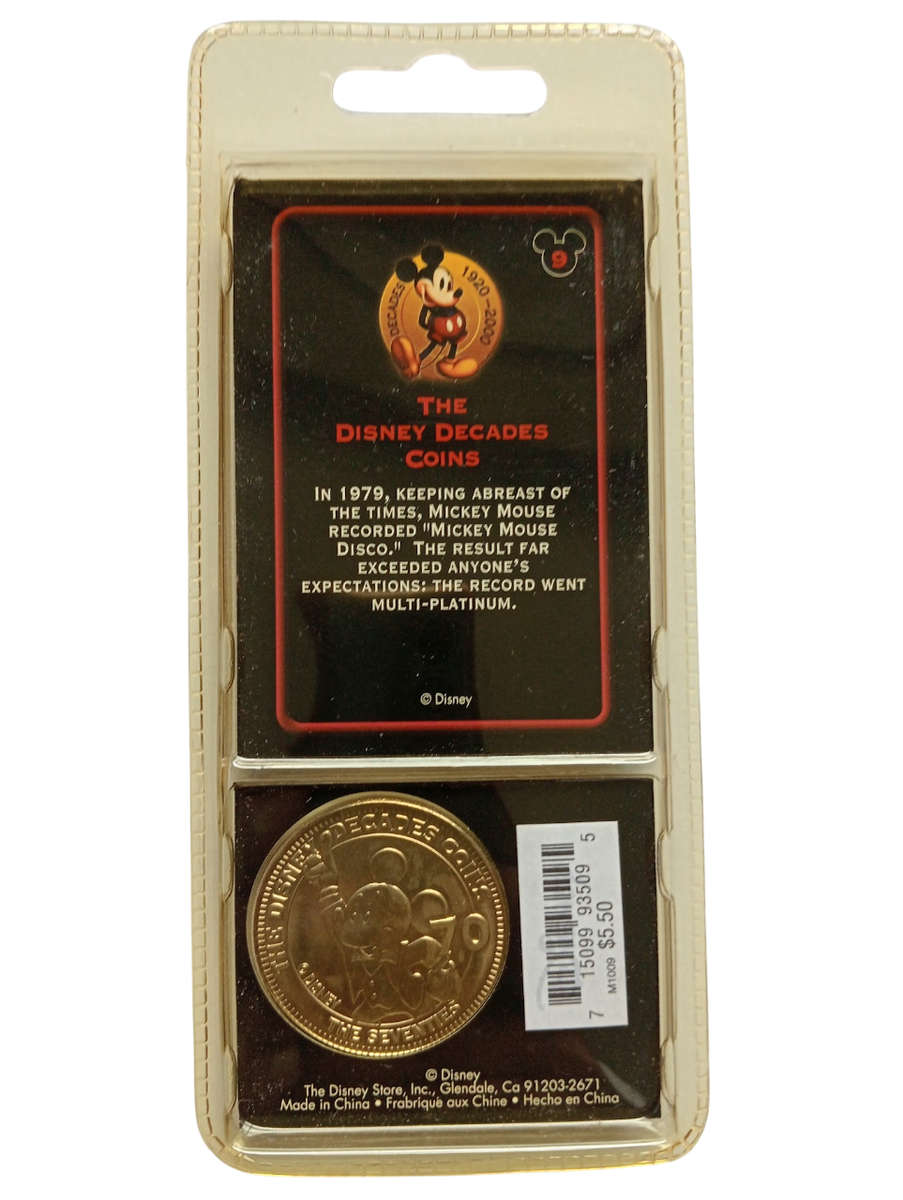 9
DECADES 1920-2000
THE
DISNEY DECADES
COINS
IN 1979, KEEPING ABREAST OF
THE TIMES, MICKEY MOUSE
RECORDED "MICKEY MOUSE
DISCO." THE RESULT FAR
EXCEEDED ANYONE'S
EXPECTATIONS: THE RECORD WENT
MULTI-PLATINUM.
© Disney
THE DISNEY DECADES COINS
70
© DISNEY
THE SEVENTIES
7 15099 93509 5
M1009 $5.50
© Disney
The Disney Store, Inc., Glendale, Ca 91203-2671
Made in China • Frabriqué aux Chine • Hecho en China